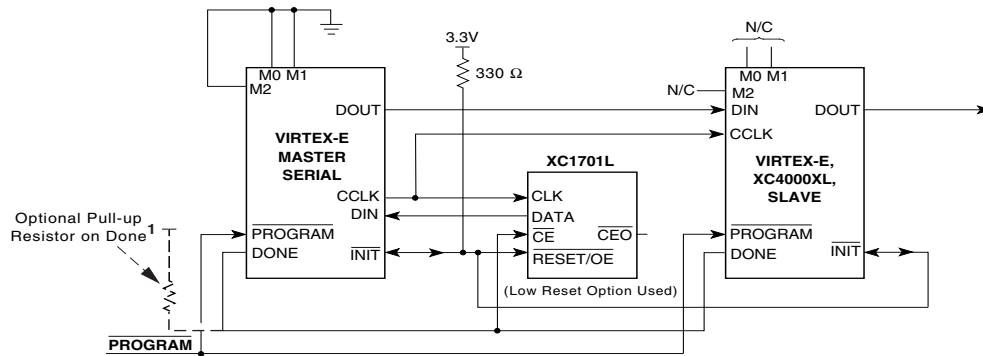 N/C
3.3V
M0 M1
M2
330 Ω
M0 M1
N/C
M2
DOUT
DIN
DOUT
VIRTEX-E
MASTER
SERIAL
CCLK
XC1701L
VIRTEX-E,
XC4000XL,
SLAVE
CCLK
CLK
DIN
DATA
Optional Pull-up
Resistor on Done1
PROGRAM
CE
CEO
PROGRAM
DONE
INIT
RESET/OE
DONE
INIT
(Low Reset Option Used)
PROGRAM